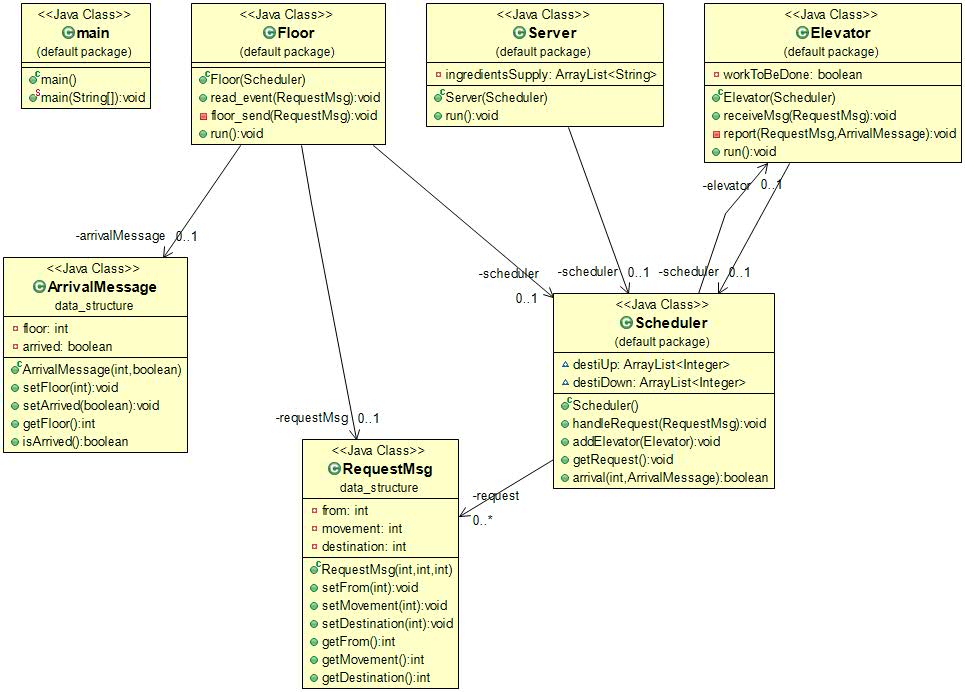 <<Java Class>>
main
(default package)
main()
main(String[]):void
<<Java Class>>
Floor
(default package)
Floor(Scheduler)
read_event(RequestMsg):void
floor_send(RequestMsg):void
run():void
<<Java Class>>
Server
(default package)
ingredientsSupply: ArrayList<String>
Server(Scheduler)
run():void
<<Java Class>>
Elevator
(default package)
workToBeDone: boolean
Elevator(Scheduler)
receiveMsg(RequestMsg):void
report(RequestMsg,ArrivalMessage):void
run():void
-elevator 0..1
-arrivalMessage 0..1
-scheduler
0..1
-scheduler 0..1
-scheduler 0..1
<<Java Class>>
ArrivalMessage
data_structure
floor: int
arrived: boolean
ArrivalMessage(int,boolean)
setFloor(int):void
setArrived(boolean):void
getFloor():int
isArrived():boolean
<<Java Class>>
Scheduler
(default package)
destiUp: ArrayList<Integer>
destiDown: ArrayList<Integer>
Scheduler()
handleRequest(RequestMsg):void
addElevator(Elevator):void
getRequest():void
arrival(int,ArrivalMessage):boolean
-requestMsg 0..1
-request
0..*
<<Java Class>>
RequestMsg
data_structure
from: int
movement: int
destination: int
RequestMsg(int,int,int)
setFrom(int):void
setMovement(int):void
setDestination(int):void
getFrom():int
getMovement():int
getDestination():int